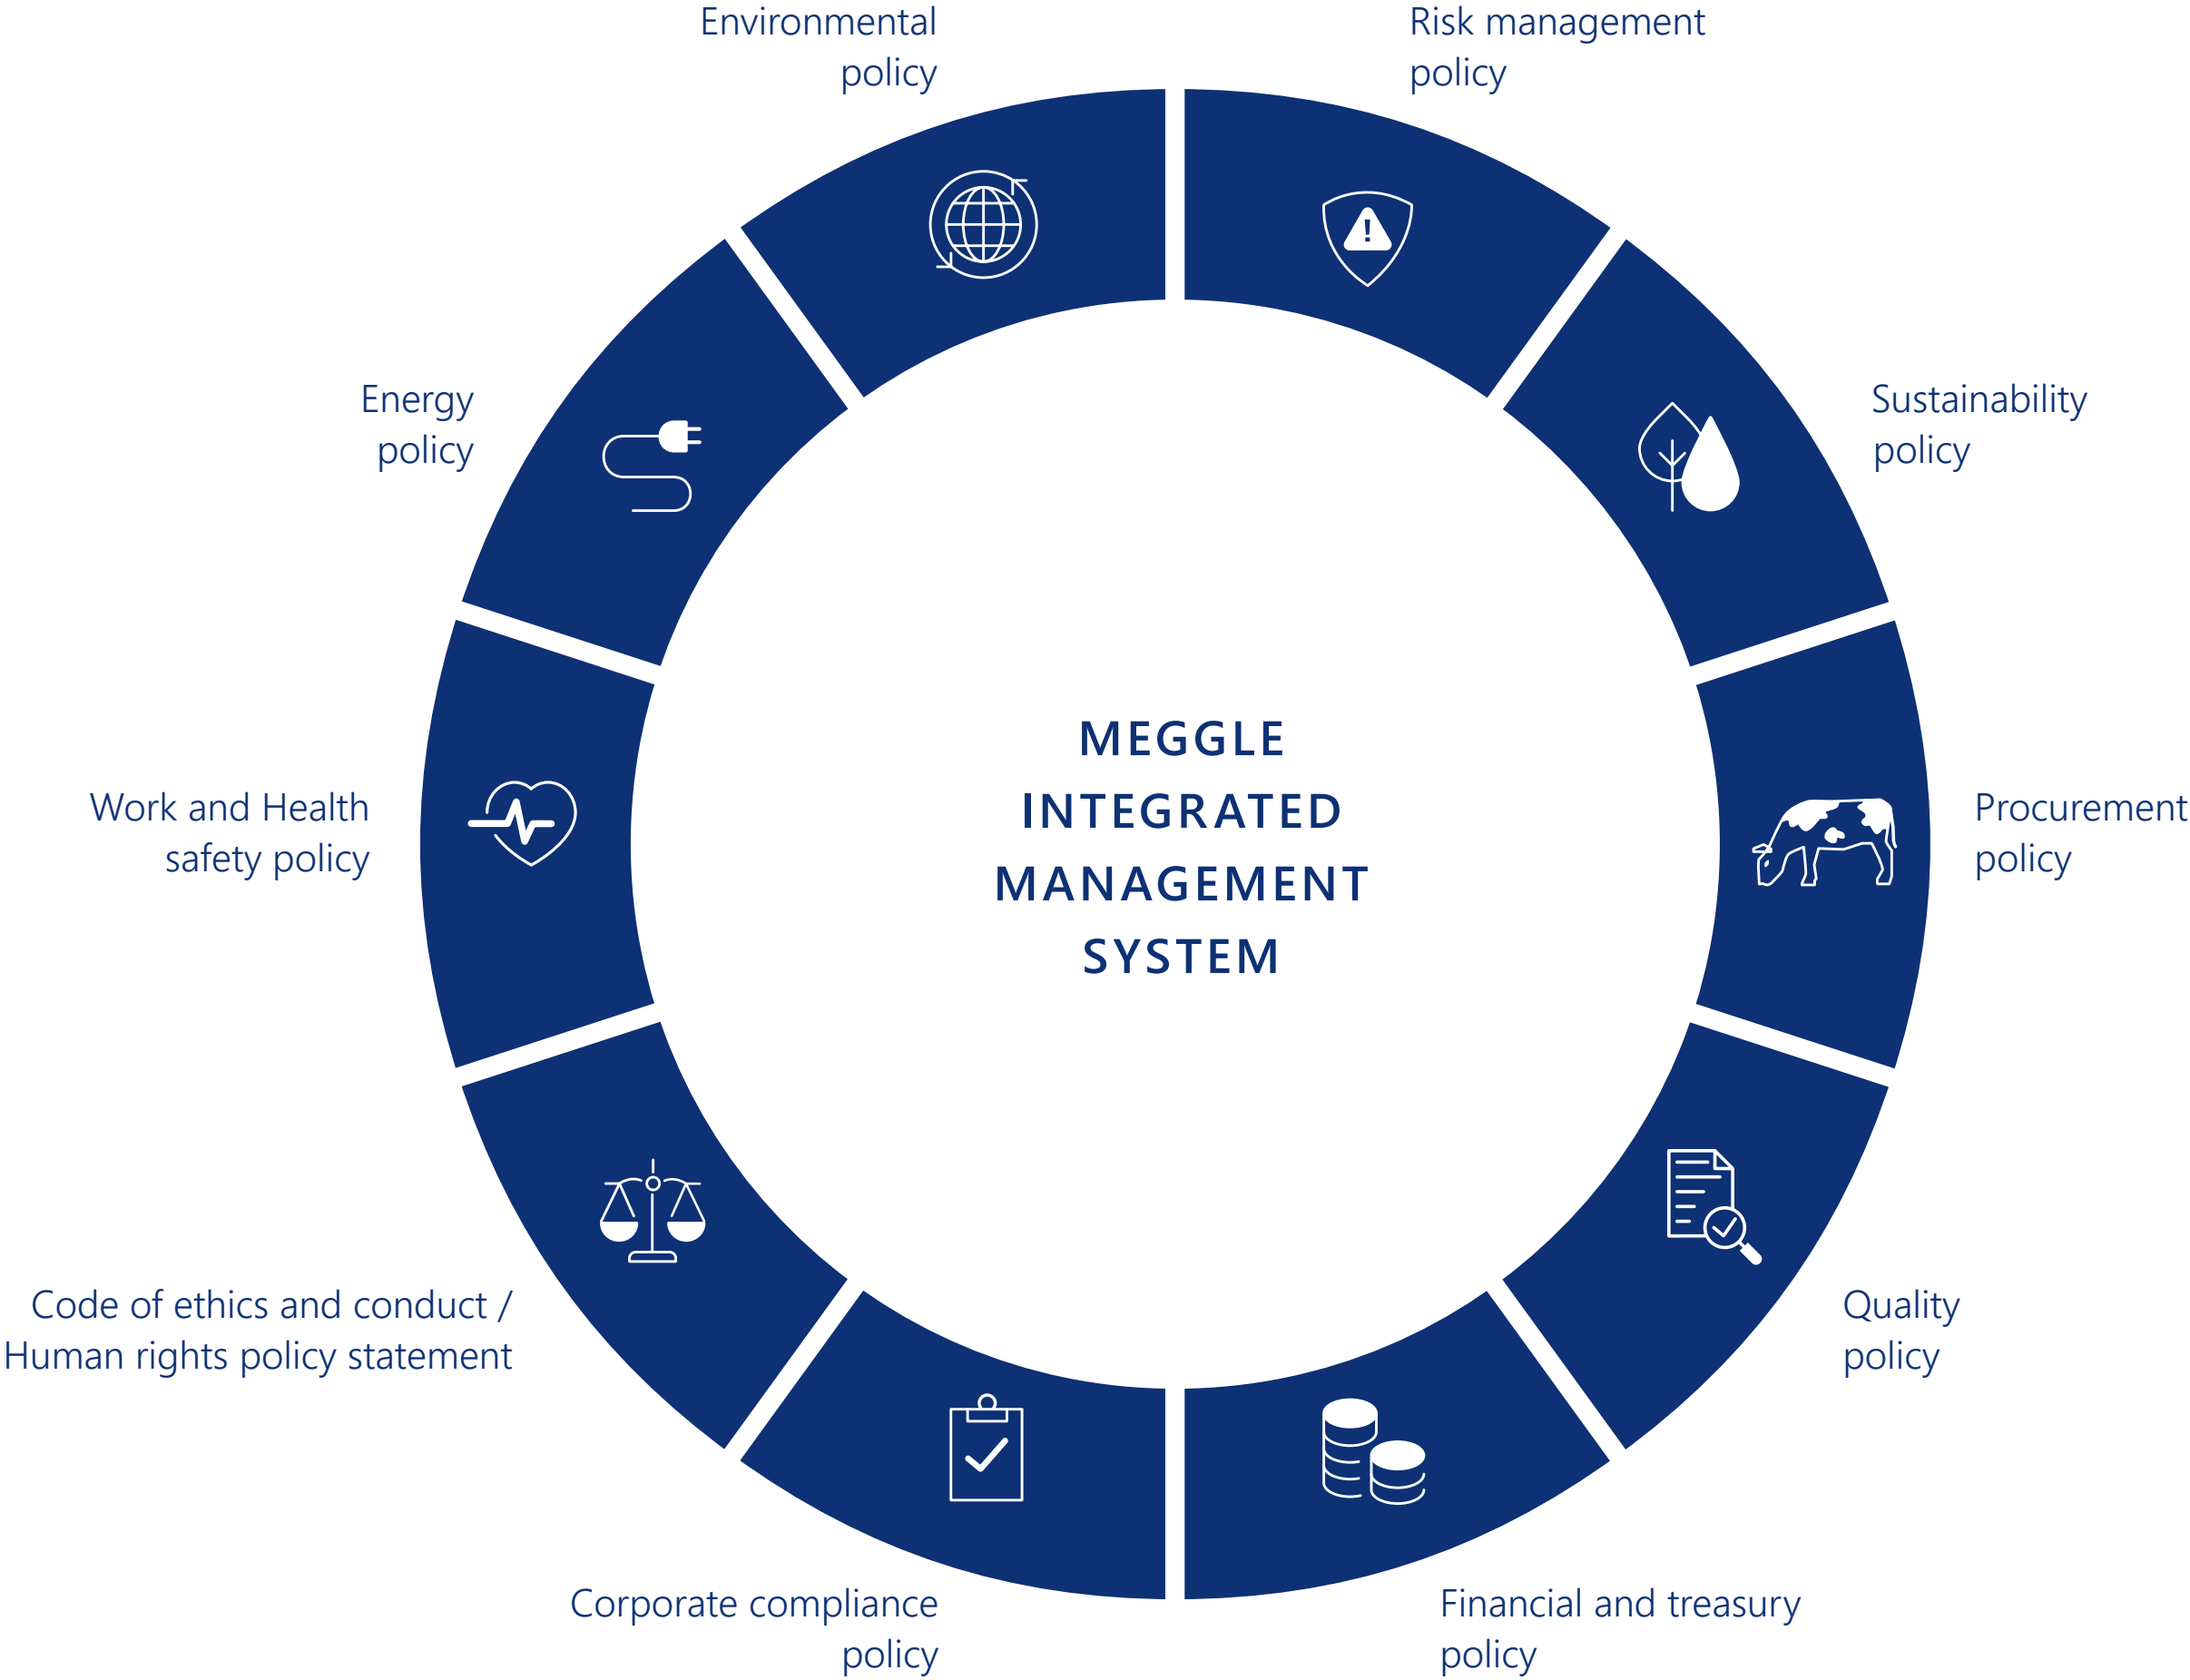 Environmental
policy
Risk management
policy
Energy
policy
Sustainability
policy
MEGGLE
INTEGRATED
MANAGEMENT
SYSTEM
Work and Health
safety policy
Procurement
policy
Code of ethics and conduct /
Human rights policy statement
Quality
policy
Corporate compliance
policy
Financial and treasury
policy